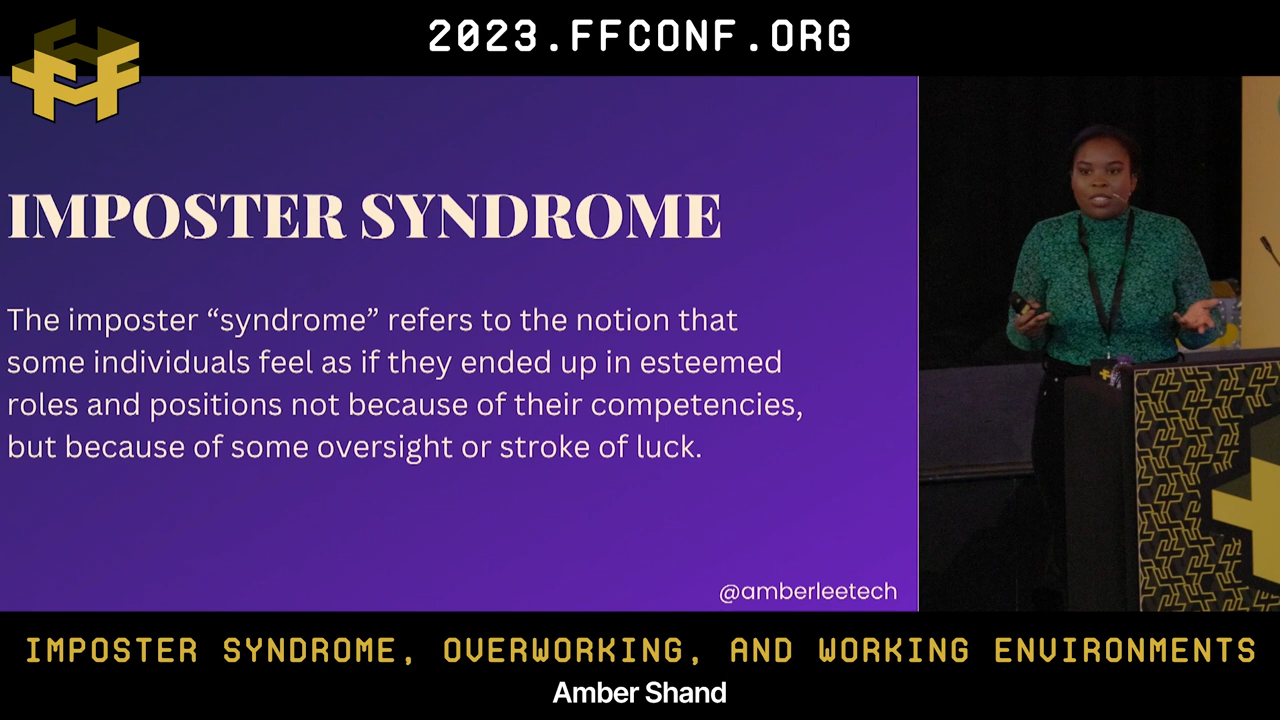 2023.FFCONF.ORG
IMPOSTER SYNDROME
The imposter “syndrome” refers to the notion that
some individuals feel as if they ended up in esteemed
roles and positions not because of their competencies,
but because of some oversight or stroke of luck.
@amberleetech
IMPOSTER SYNDROME, OVERWORKING, AND WORKING ENVIRONMENTS
Amber Shand